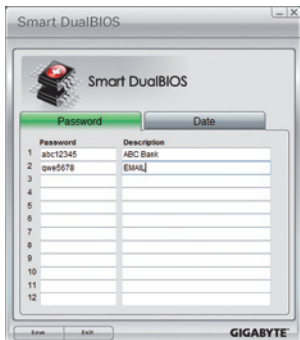 Smart DualBIOS
Smart DualBIOS
Password Date
Password Description
1 abc12345 ABC Bank
2 qwe5678 EMAIL
3
4
5
6
7
8
9
10
11
12
Save Exit GIGABYTE